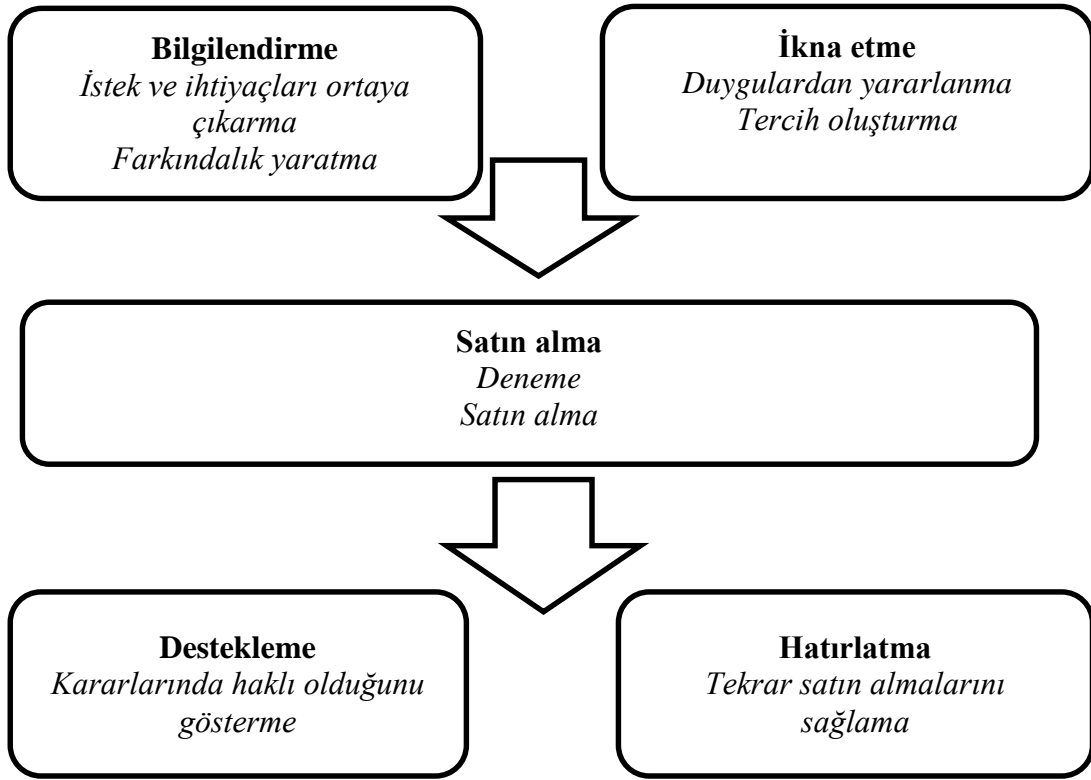 Bilgilendirme
İstek ve ihtiyaçları ortaya
çıkarma
Farkındalık yaratma
İkna etme
Duygulardan yararlanma
Tercih oluşturma
Satın alma
Deneme
Satın alma
Destekleme
Kararlarında haklı olduğunu
gösterme
Hatırlatma
Tekrar satın almalarını
sağlama